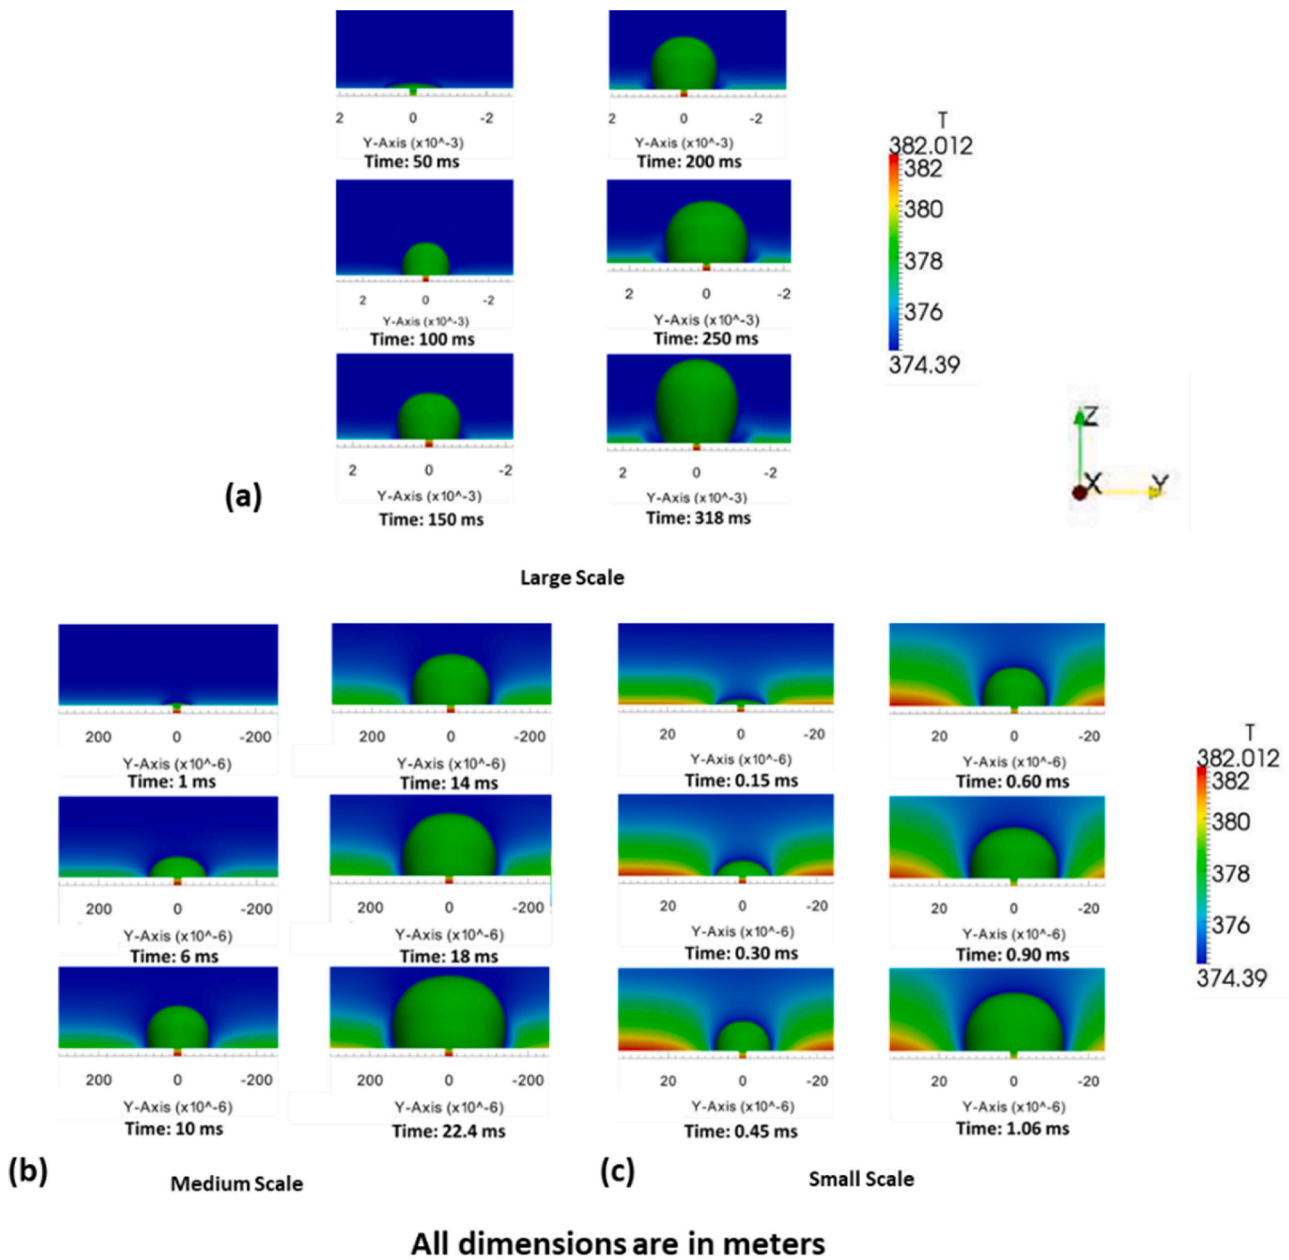 2 0 -2
Y-Axis (x10^-3)
Time: 50 ms
2 0 -2
Y-Axis (x10^-3)
Time: 200 ms
2 0 -2
Y-Axis (x10^-3)
Time: 100 ms
2 0 -2
Y-Axis (x10^-3)
Time: 250 ms
2 0 -2
Y-Axis (x10^-3)
Time: 150 ms
2 0 -2
Y-Axis (x10^-3)
Time: 318 ms
T
382.012
382
380
378
376
374.39
Z
X Y
(a)
Large Scale
200 0 -200
Y-Axis (x10^-6)
Time: 1 ms
200 0 -200
Y-Axis (x10^-6)
Time: 14 ms
200 0 -200
Y-Axis (x10^-6)
Time: 6 ms
200 0 -200
Y-Axis (x10^-6)
Time: 18 ms
200 0 -200
Y-Axis (x10^-6)
Time: 10 ms
200 0 -200
Y-Axis (x10^-6)
Time: 22.4 ms
(b)
Medium Scale
20 0 -20
Y-Axis (x10^-6)
Time: 0.15 ms
20 0 -20
Y-Axis (x10^-6)
Time: 0.60 ms
20 0 -20
Y-Axis (x10^-6)
Time: 0.30 ms
20 0 -20
Y-Axis (x10^-6)
Time: 0.90 ms
20 0 -20
Y-Axis (x10^-6)
Time: 0.45 ms
20 0 -20
Y-Axis (x10^-6)
Time: 1.06 ms
T
382.012
382
380
378
376
374.39
(c)
Small Scale
All dimensions are in meters